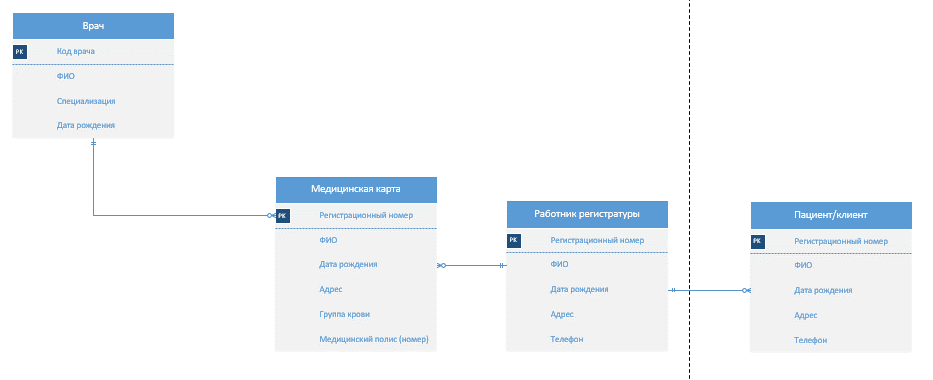 Врач
PK Код врача
ФИО
Специализация
Дата рождения
Медицинская карта
PK Регистрационный номер
ФИО
Дата рождения
Адрес
Группа крови
Медицинский полис (номер)
Работник регистратуры
PK Регистрационный номер
ФИО
Дата рождения
Адрес
Телефон
Пациент/клиент
PK Регистрационный номер
ФИО
Дата рождения
Адрес
Телефон